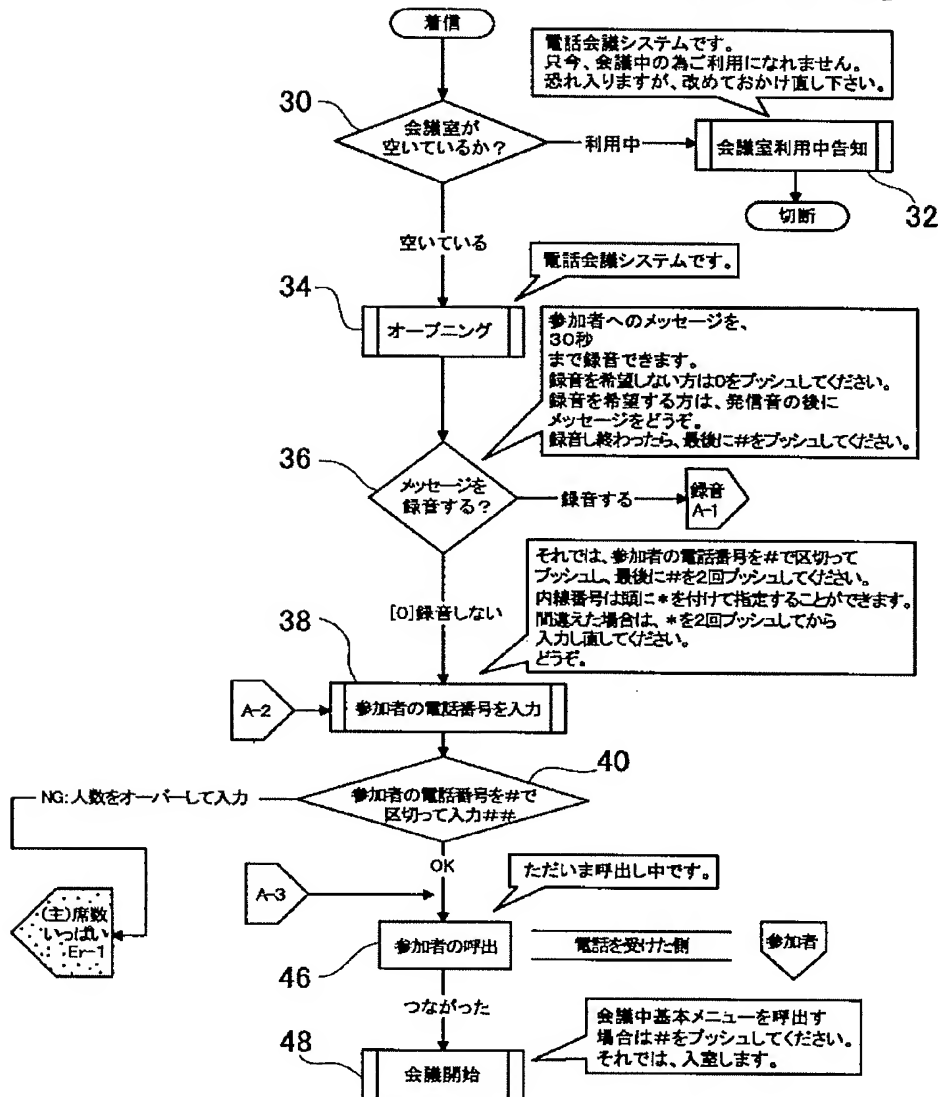 着信
電話会議システムです。
只今、会議中の為ご利用になれません。
恐れ入りますが、改めておかけ直し下さい。
30
会議室が
空いているか?
利用中
会議室利用中告知
切断
32
空いている
電話会議システムです。
34
オープニング
参加者へのメッセージを、
30秒
まで録音できます。
録音を希望しない方は0をプッシュしてください。
録音を希望する方は、発信音の後に
メッセージをどうぞ。
録音し終わったら、最後に#をプッシュしてください。
36
メッセージを
録音する?
録音する
録音
A-1
それでは、参加者の電話番号を#で区切って
プッシュし、最後に#を2回プッシュしてください。
内線番号は頭に*を付けて指定することができます。
間違えた場合は、*を2回プッシュしてから
入力し直してください。
どうぞ。
[0]録音しない
38
A-2
参加者の電話番号を入力
40
NG:人数をオーバーして入力
参加者の電話番号を#で
区切って入力##
OK
ただいま呼出し中です。
A-3
(主)席数
いっぱい
Er-1
参加者の呼出
電話を受けた側
参加者
46
つながった
会議中基本メニューを呼出す
場合は#をプッシュしてください。
それでは、入室します。
48
会議開始